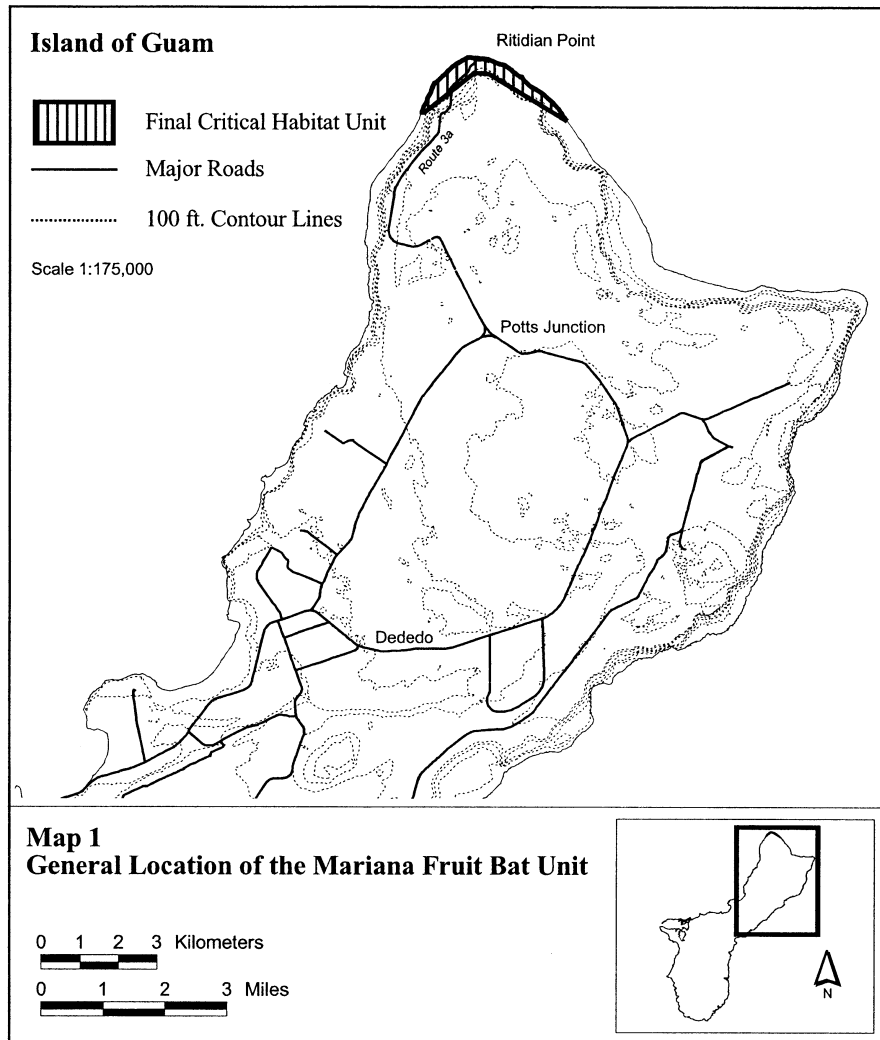 Island of Guam
Final Critical Habitat Unit
Major Roads
100 ft. Contour Lines
Scale 1:175,000
Ritidian Point
Route 3a
Potts Junction
Dededo
Map 1
General Location of the Mariana Fruit Bat Unit
0 1 2 3 Kilometers
0 1 2 3 Miles
N